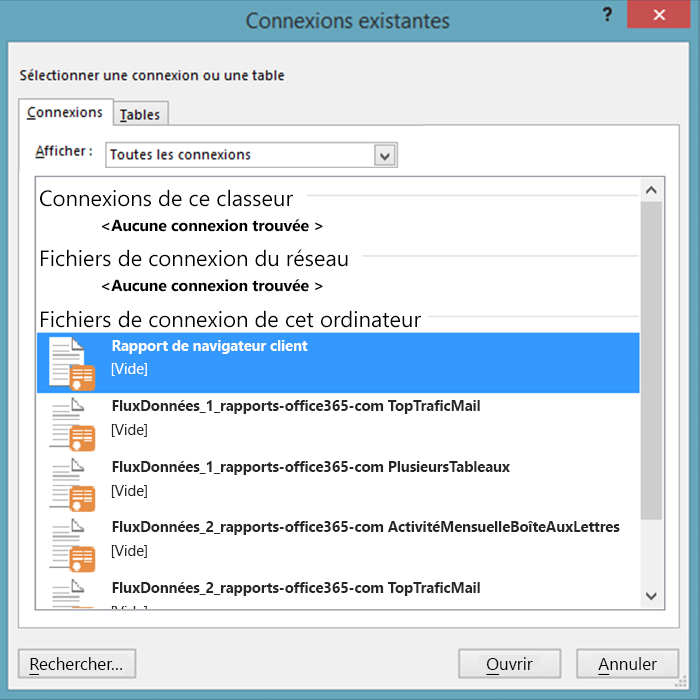 Connexions existantes
?
Sélectionner une connexion ou une table
Connexions
Tables
Afficher :
Toutes les connexions
Connexions de ce classeur
<Aucune connexion trouvée >
Fichiers de connexion du réseau
<Aucune connexion trouvée >
Fichiers de connexion de cet ordinateur
Rapport de navigateur client
[Vide]
FluxDonnées_1_rapports-office365-com TopTraficMail
[Vide]
FluxDonnées_1_rapports-office365-com PlusieursTableaux
[Vide]
FluxDonnées_2_rapports-office365-com ActivitéMensuelleBoîteAuxLettres
[Vide]
FluxDonnées_2_rapports-office365-com TopTraficMail
Rechercher...
Ouvrir
Annuler